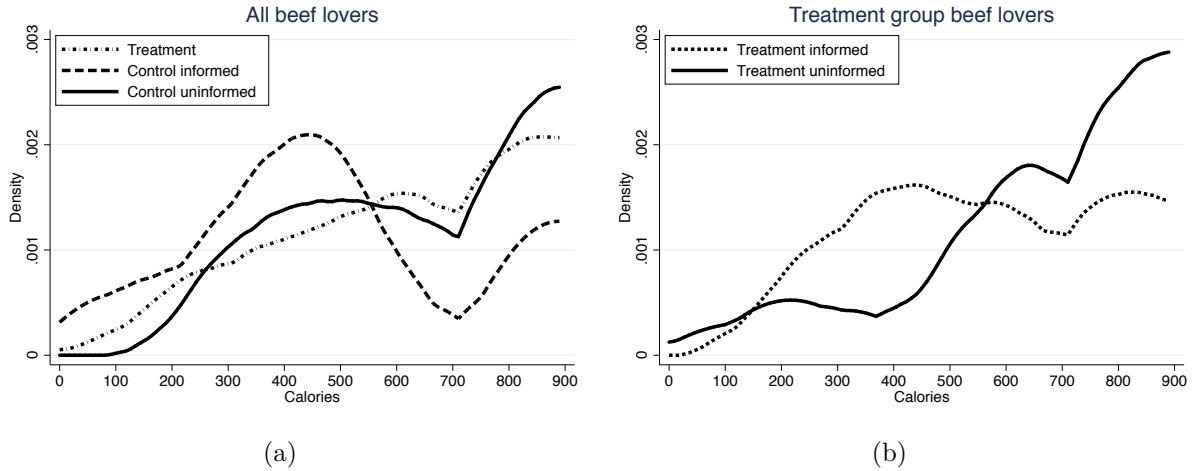 All beef lovers
Treatment
Control informed
Control uninformed
Density
.003
.002
.001
0
0 100 200 300 400 500 600 700 800 900
Calories
(a)
Treatment group beef lovers
Treatment informed
Treatment uninformed
Density
.003
.002
.001
0
0 100 200 300 400 500 600 700 800 900
Calories
(b)